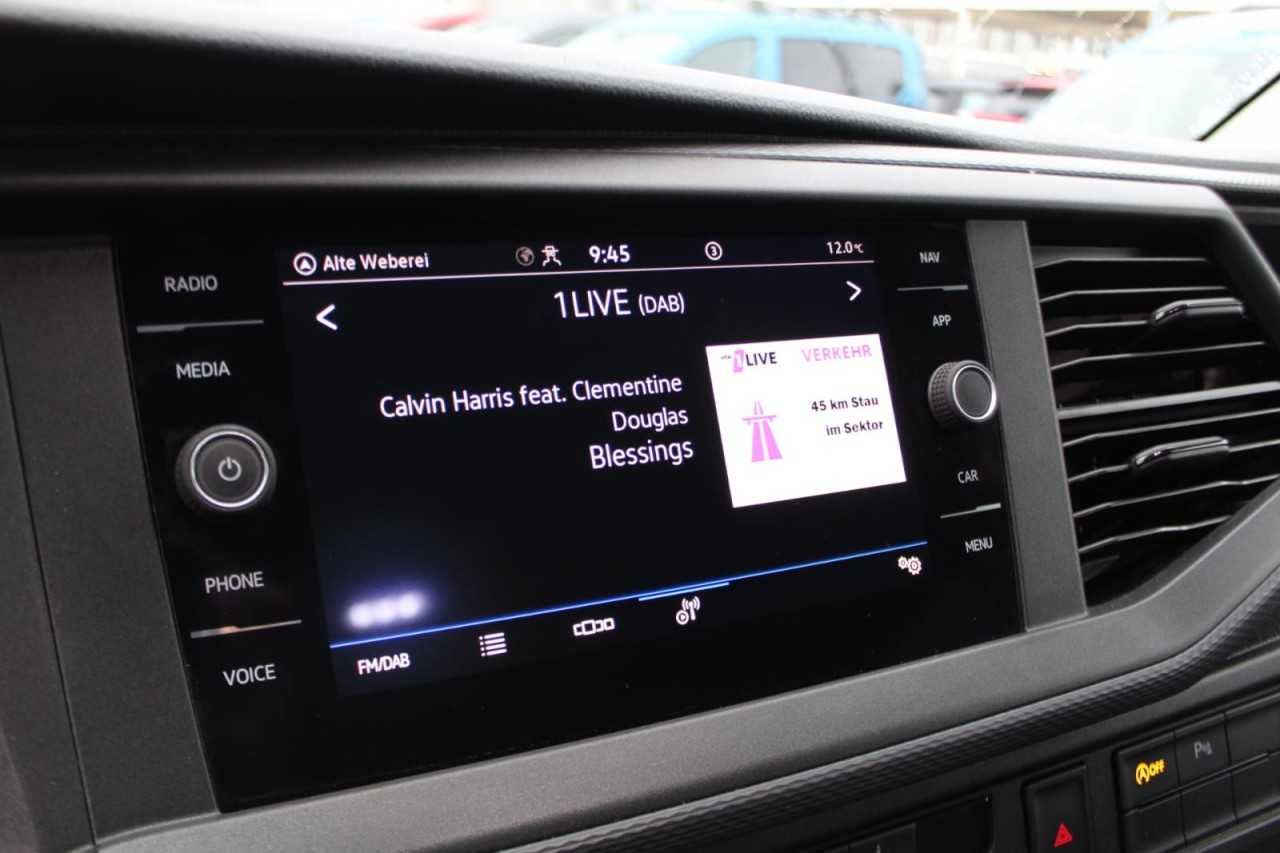 Alte Weberei 9:45 3 12.0°C
RADIO
MEDIA
PHONE
VOICE
1LIVE (DAB)
Calvin Harris feat. Clementine
Douglas
Blessings
1LIVE VERKEHR
45 km Stau
im Sektor
FM/DAB
NAV
APP
CAR
MENU
A OFF
P
A